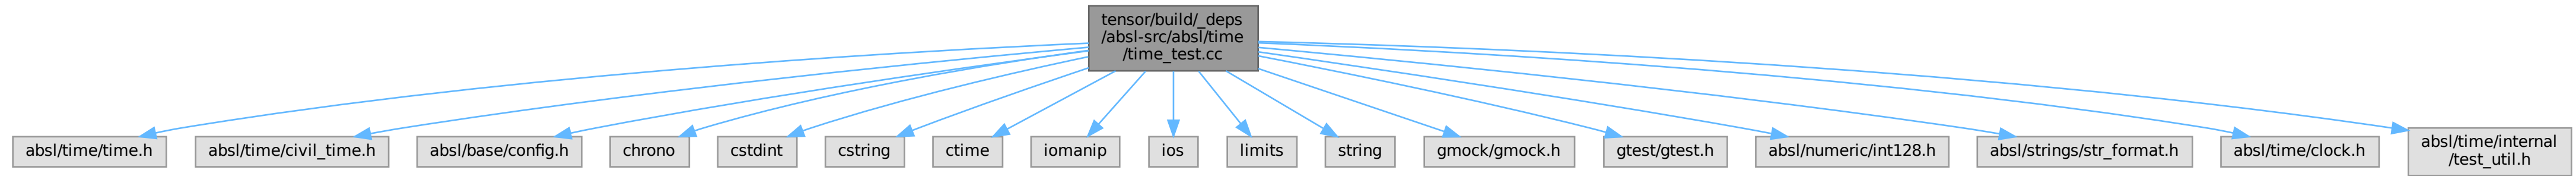 tensor/build/_deps
/absl-src/absl/time
/time_test.cc
absl/time/time.h
absl/time/civil_time.h
absl/base/config.h
chrono
cstdint
cstring
ctime
iomanip
ios
limits
string
gmock/gmock.h
gtest/gtest.h
absl/numeric/int128.h
absl/strings/str_format.h
absl/time/clock.h
absl/time/internal
/test_util.h